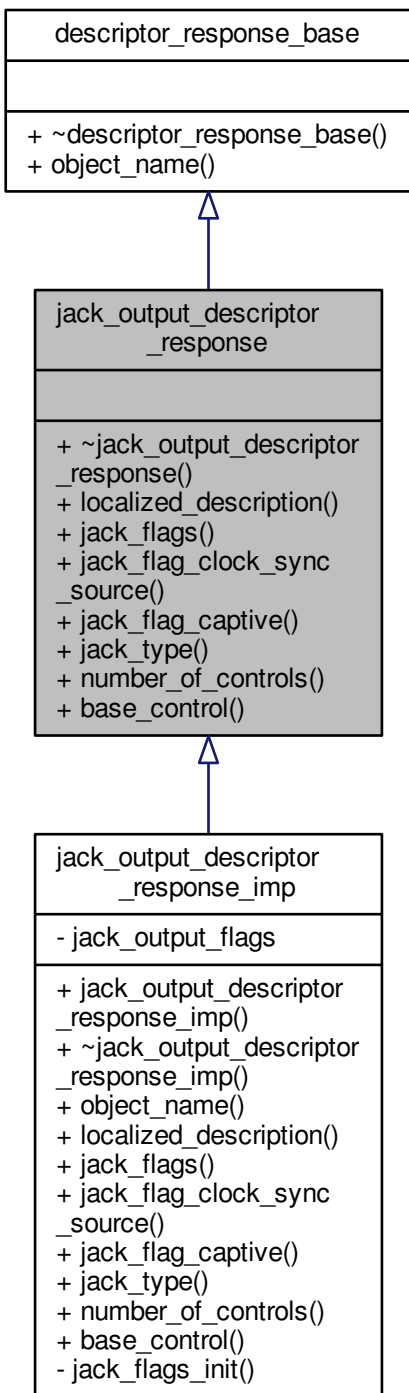 descriptor_response_base
+ ~descriptor_response_base()
+ object_name()
jack_output_descriptor
_response
+ ~jack_output_descriptor
_response()
+ localized_description()
+ jack_flags()
+ jack_flag_clock_sync
_source()
+ jack_flag_captive()
+ jack_type()
+ number_of_controls()
+ base_control()
jack_output_descriptor
_response_imp
- jack_output_flags
+ jack_output_descriptor
_response_imp()
+ ~jack_output_descriptor
_response_imp()
+ object_name()
+ localized_description()
+ jack_flags()
+ jack_flag_clock_sync
_source()
+ jack_flag_captive()
+ jack_type()
+ number_of_controls()
+ base_control()
- jack_flags_init()